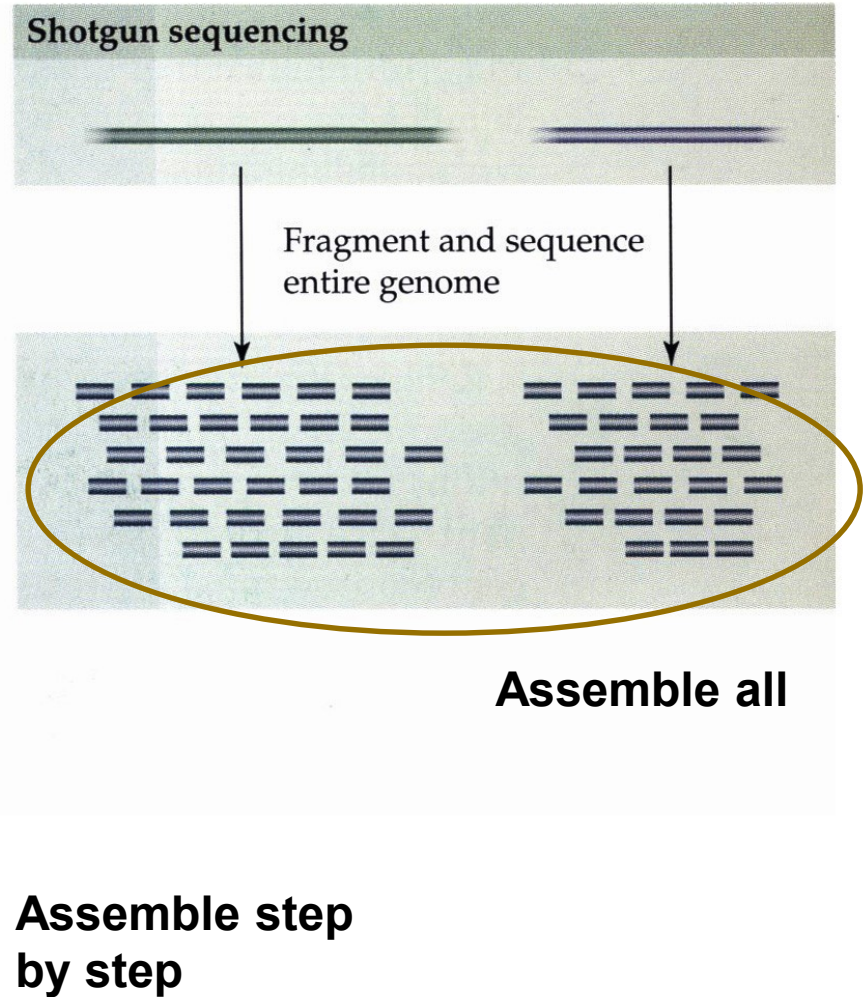 Shotgun sequencing
Fragment and sequence
entire genome
Assemble all
Assemble step
by step